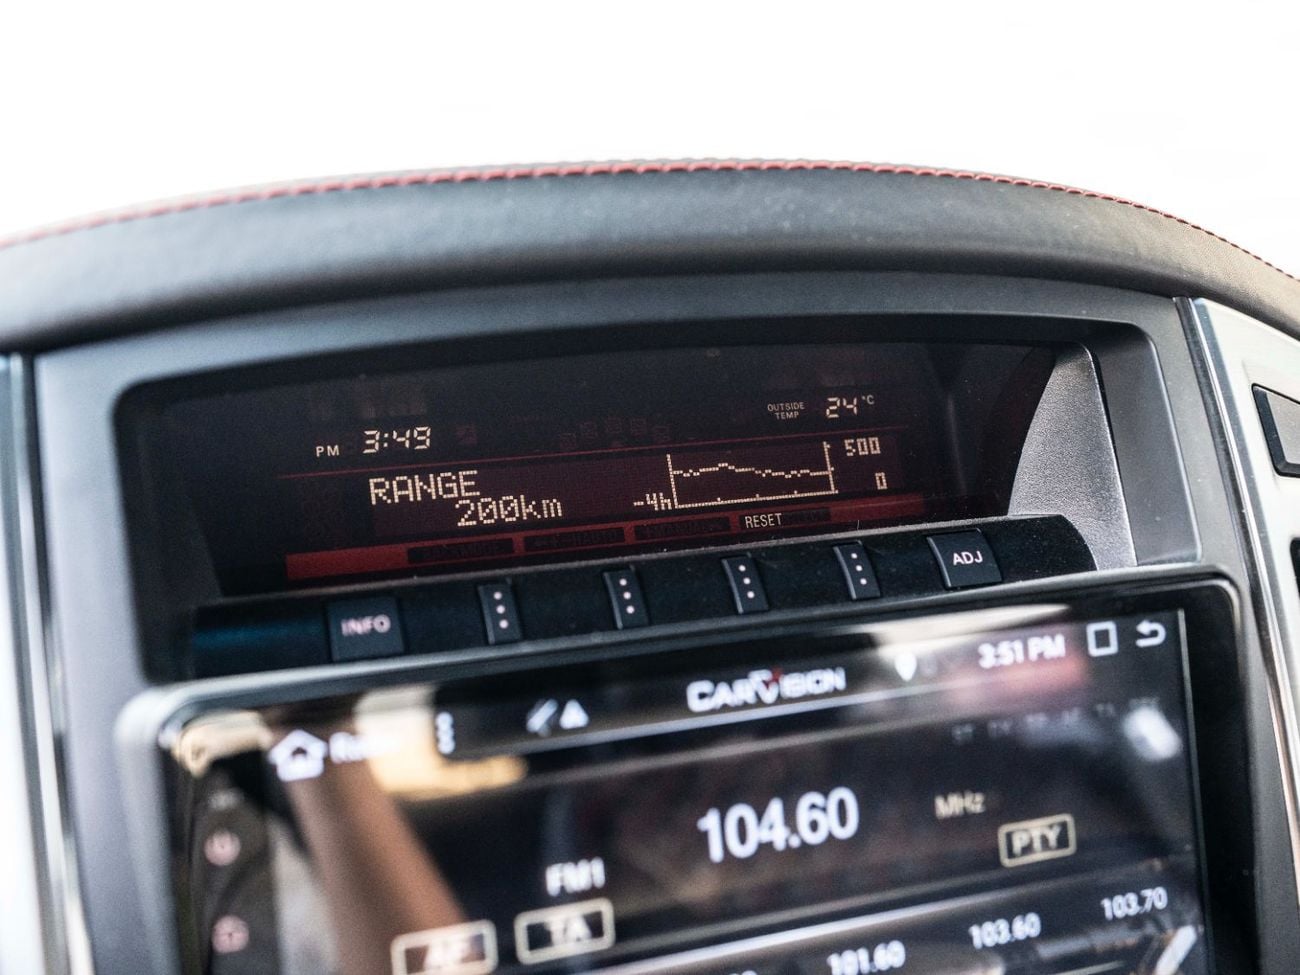 OUTSIDE TEMP 24°C
PM 3:49
500
RANGE
200km
-4h
0
RESET
INFO
ADJ
CARVISION 3:51 PM
104.60 MHz
PTY
FM1
TA
AF
101.60 103.60 103.70